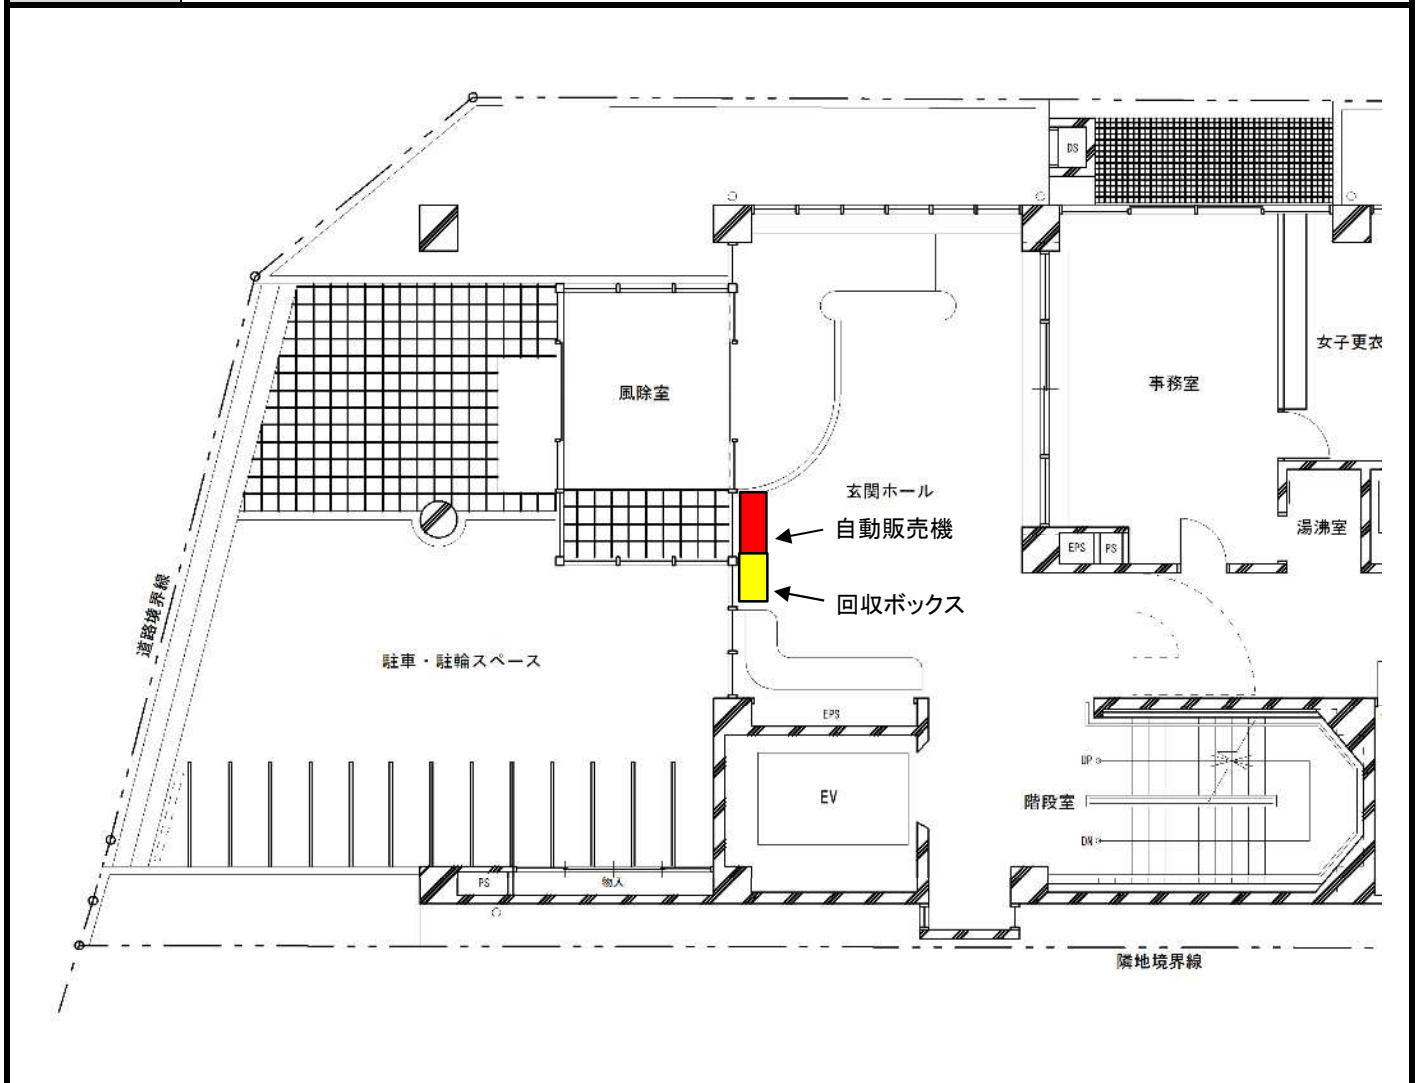 DS
女子更衣
事務室
風除室
玄関ホール
自動販売機
湯沸室
EPS
PS
回収ボックス
道路境界線
駐車・駐輪スペース
EPS
UP
EV
階段室
DN
PS
物入
隣地境界線